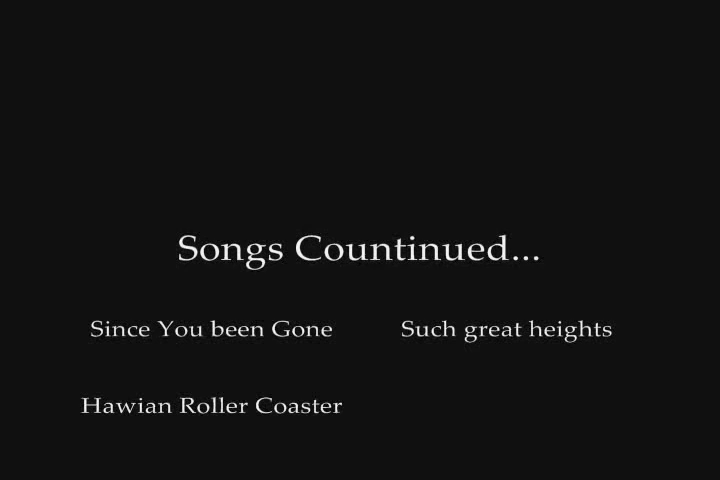 Songs Countinued...
Since You been Gone Such great heights
Hawian Roller Coaster